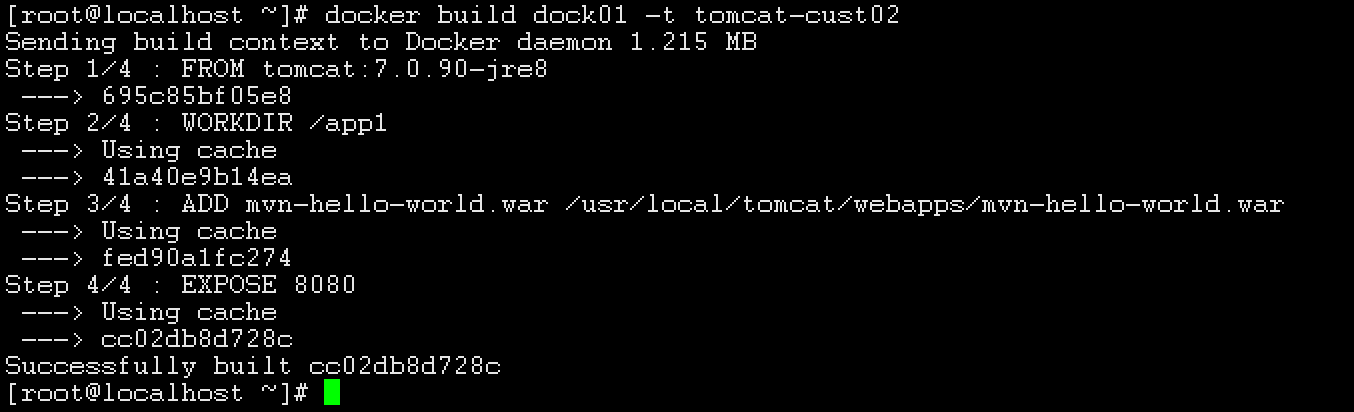 [root@localhost ~]# docker build dock01 -t tomcat-cust02
Sending build context to Docker daemon 1.215 MB
Step 1/4 : FROM tomcat:7.0.90-jre8
 ---> 695c85bf05e8
Step 2/4 : WORKDIR /app1
 ---> Using cache
 ---> 41a40e9b14ea
Step 3/4 : ADD mvn-hello-world.war /usr/local/tomcat/webapps/mvn-hello-world.war
 ---> Using cache
 ---> fed90a1fc274
Step 4/4 : EXPOSE 8080
 ---> Using cache
 ---> cc02db8d728c
Successfully built cc02db8d728c
[root@localhost ~]#